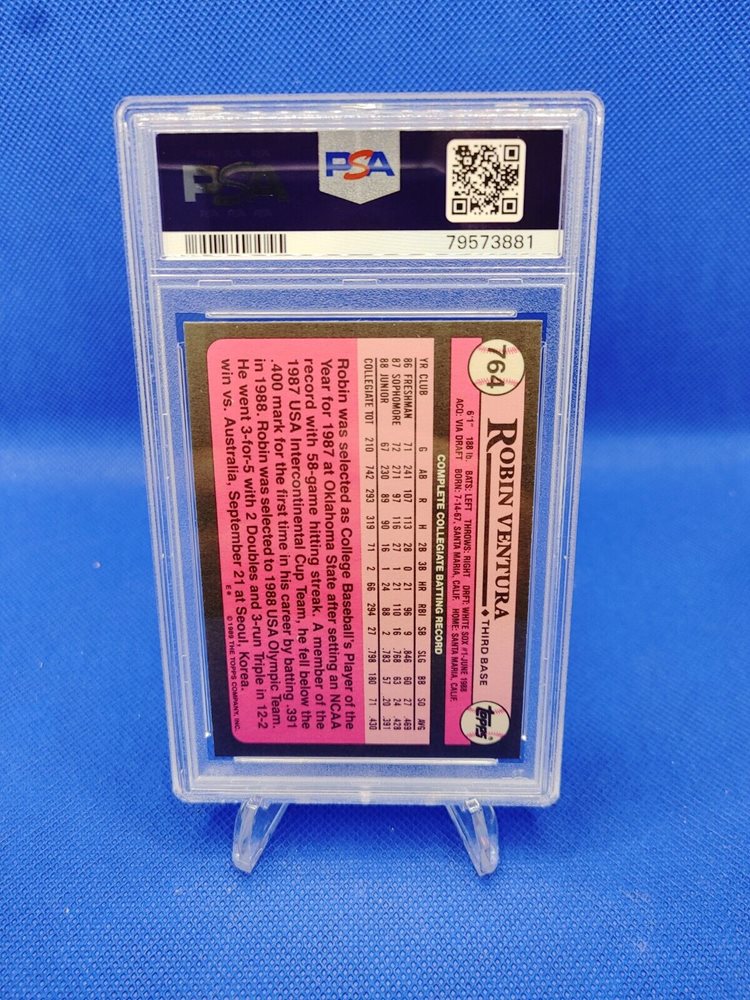 PSA
PSA
79573881
764
ROBIN VENTURA ♦ THIRD BASE
topps®
6'1" 188 lb. BATS: LEFT THROWS: RIGHT DRFT: WHITE SOX #1-JUNE 1988
ACQ: VIA DRAFT BORN: 7-14-67, SANTA MARIA, CALIF. HOME: SANTA MARIA, CALIF.
COMPLETE COLLEGIATE BATTING RECORD
YR CLUB G AB R H 2B 3B HR RBI SB SLG BB SO AVG
86 FRESHMAN 71 241 107 113 28 0 21 96 9 .846 60 27 .469
87 SOPHOMORE 72 271 97 116 27 1 21 110 16 .768 63 24 .428
88 JUNIOR 67 230 89 90 16 1 24 88 2 .783 57 20 .391
COLLEGIATE TOT 210 742 293 319 71 2 66 294 27 .798 180 71 .430
Robin was selected as College Baseball's Player of the
Year for 1987 at Oklahoma State after setting an NCAA
record with 58-game hitting streak. A member of the
1987 USA Intercontinental Cup Team, he fell below the
.400 mark for the first time in his career by batting .391
in 1988. Robin was selected to 1988 USA Olympic Team.
He went 3-for-5 with 2 Doubles and 3-run Triple in 12-2
win vs. Australia, September 21 at Seoul, Korea.
E* ©1989 THE TOPPS COMPANY, INC.